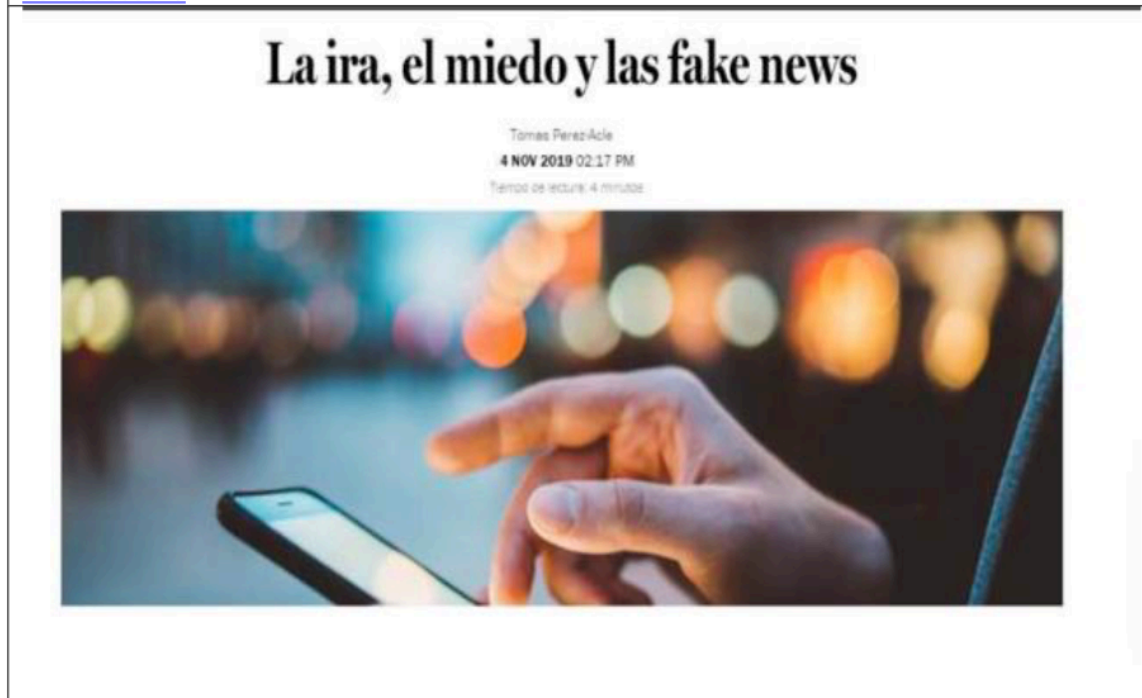 La ira, el miedo y las fake news
Tomas Perez-Acle
4 NOV 2019 02:17 PM
Tiempo de lectura: 4 minutos